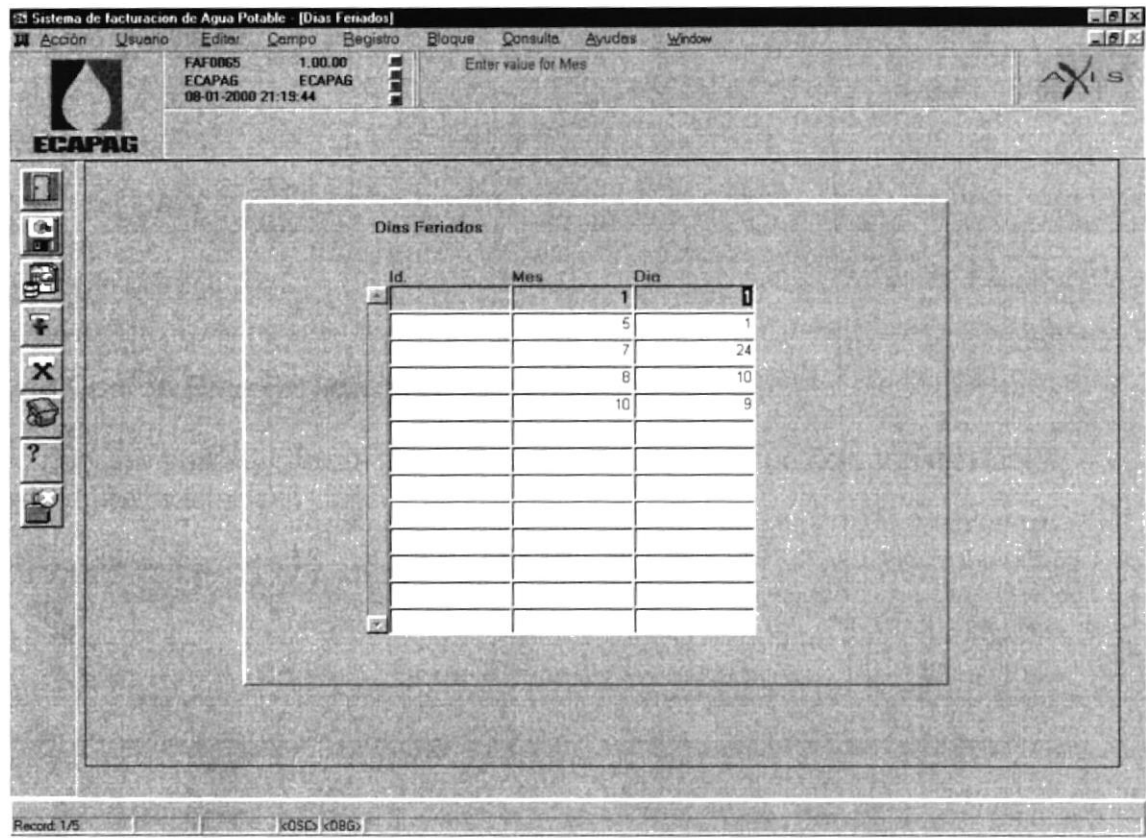 Sistema de facturacion de Agua Potable - [Dias Feriados]
Acción Usuario Editar Campo Registro Bloque Consulta Ayudas Window
FAF0065 1.00.00
ECAPAG ECAPAG
08-01-2000 21:19:44
Enter value for Mes
AXIS
ECAPAG
Dias Feriados
Id. Mes Dia
1 1
5 1
7 24
8 10
10 9
?
Record: 1/5 <OSC> <DBG>